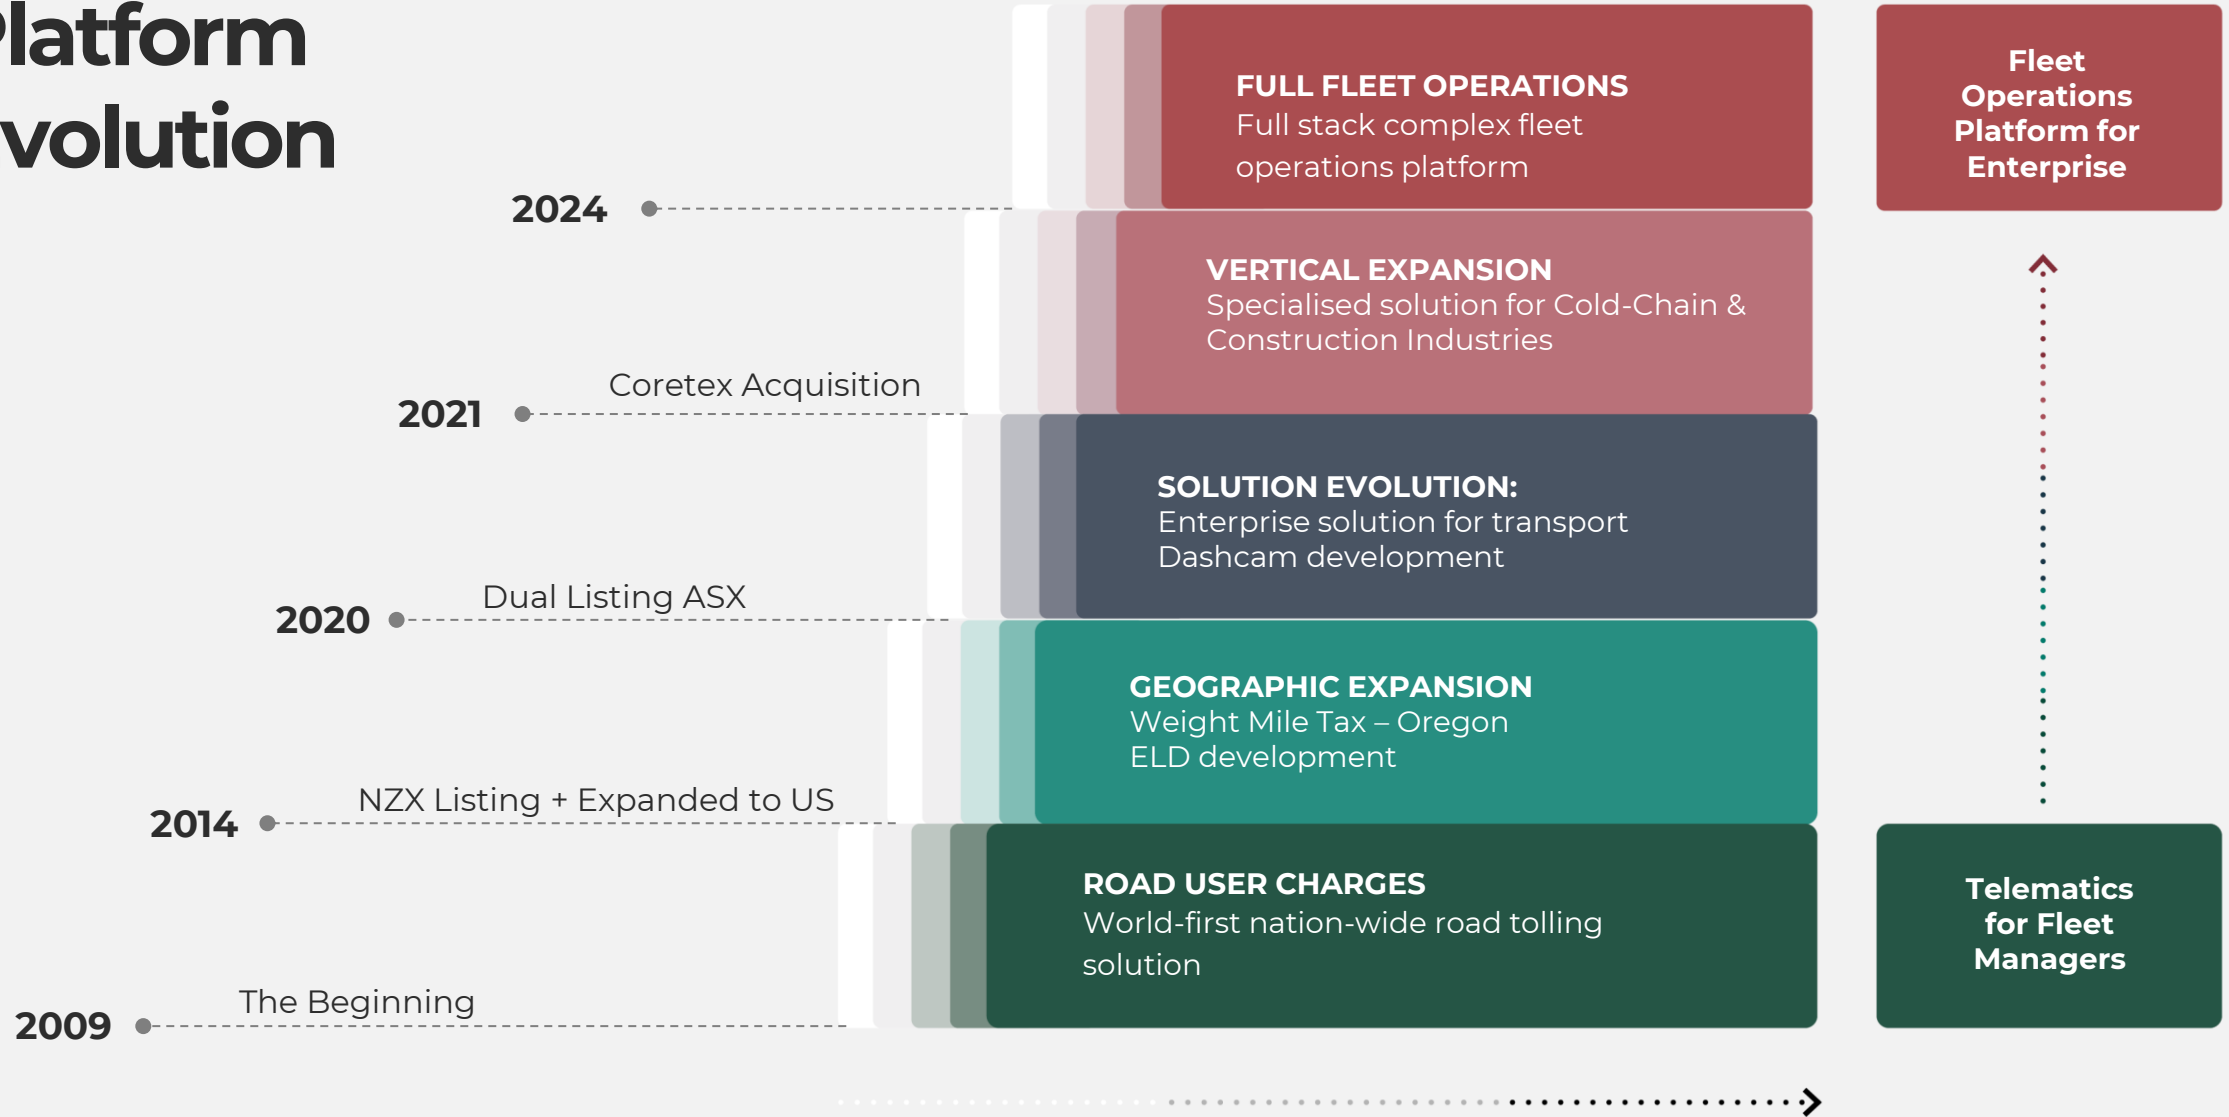 Platform
volution
FULL FLEET OPERATIONS
Full stack complex fleet
operations platform
Fleet
Operations
Platform for
Enterprise
2024
VERTICAL EXPANSION
Specialised solution for Cold-Chain &
Construction Industries
Coretex Acquisition
2021
SOLUTION EVOLUTION:
Enterprise solution for transport
Dashcam development
Dual Listing ASX
2020
GEOGRAPHIC EXPANSION
Weight Mile Tax – Oregon
ELD development
NZX Listing + Expanded to US
2014
ROAD USER CHARGES
World-first nation-wide road tolling
solution
Telematics
for Fleet
Managers
The Beginning
2009